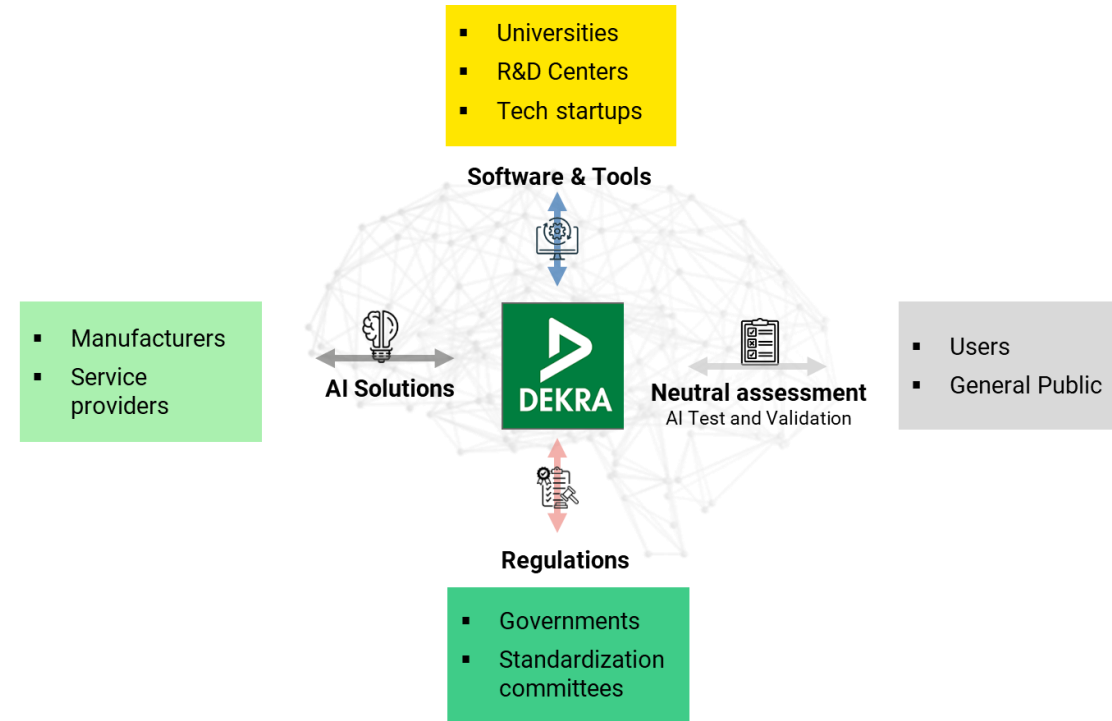 ▪ Universities
▪ R&D Centers
▪ Tech startups
Software & Tools
▪ Manufacturers
▪ Service
providers
AI Solutions
DEKRA
Neutral assessment
AI Test and Validation
▪ Users
▪ General Public
Regulations
▪ Governments
▪ Standardization
committees